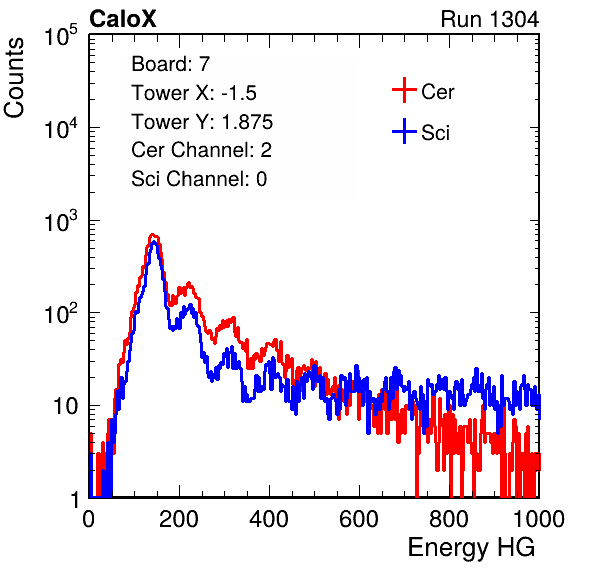 CaloX Run 1304
Counts
10^5
10^4
10^3
10^2
10
1
Board: 7
Tower X: -1.5
Tower Y: 1.875
Cer Channel: 2
Sci Channel: 0
Cer
Sci
0 200 400 600 800 1000
Energy HG